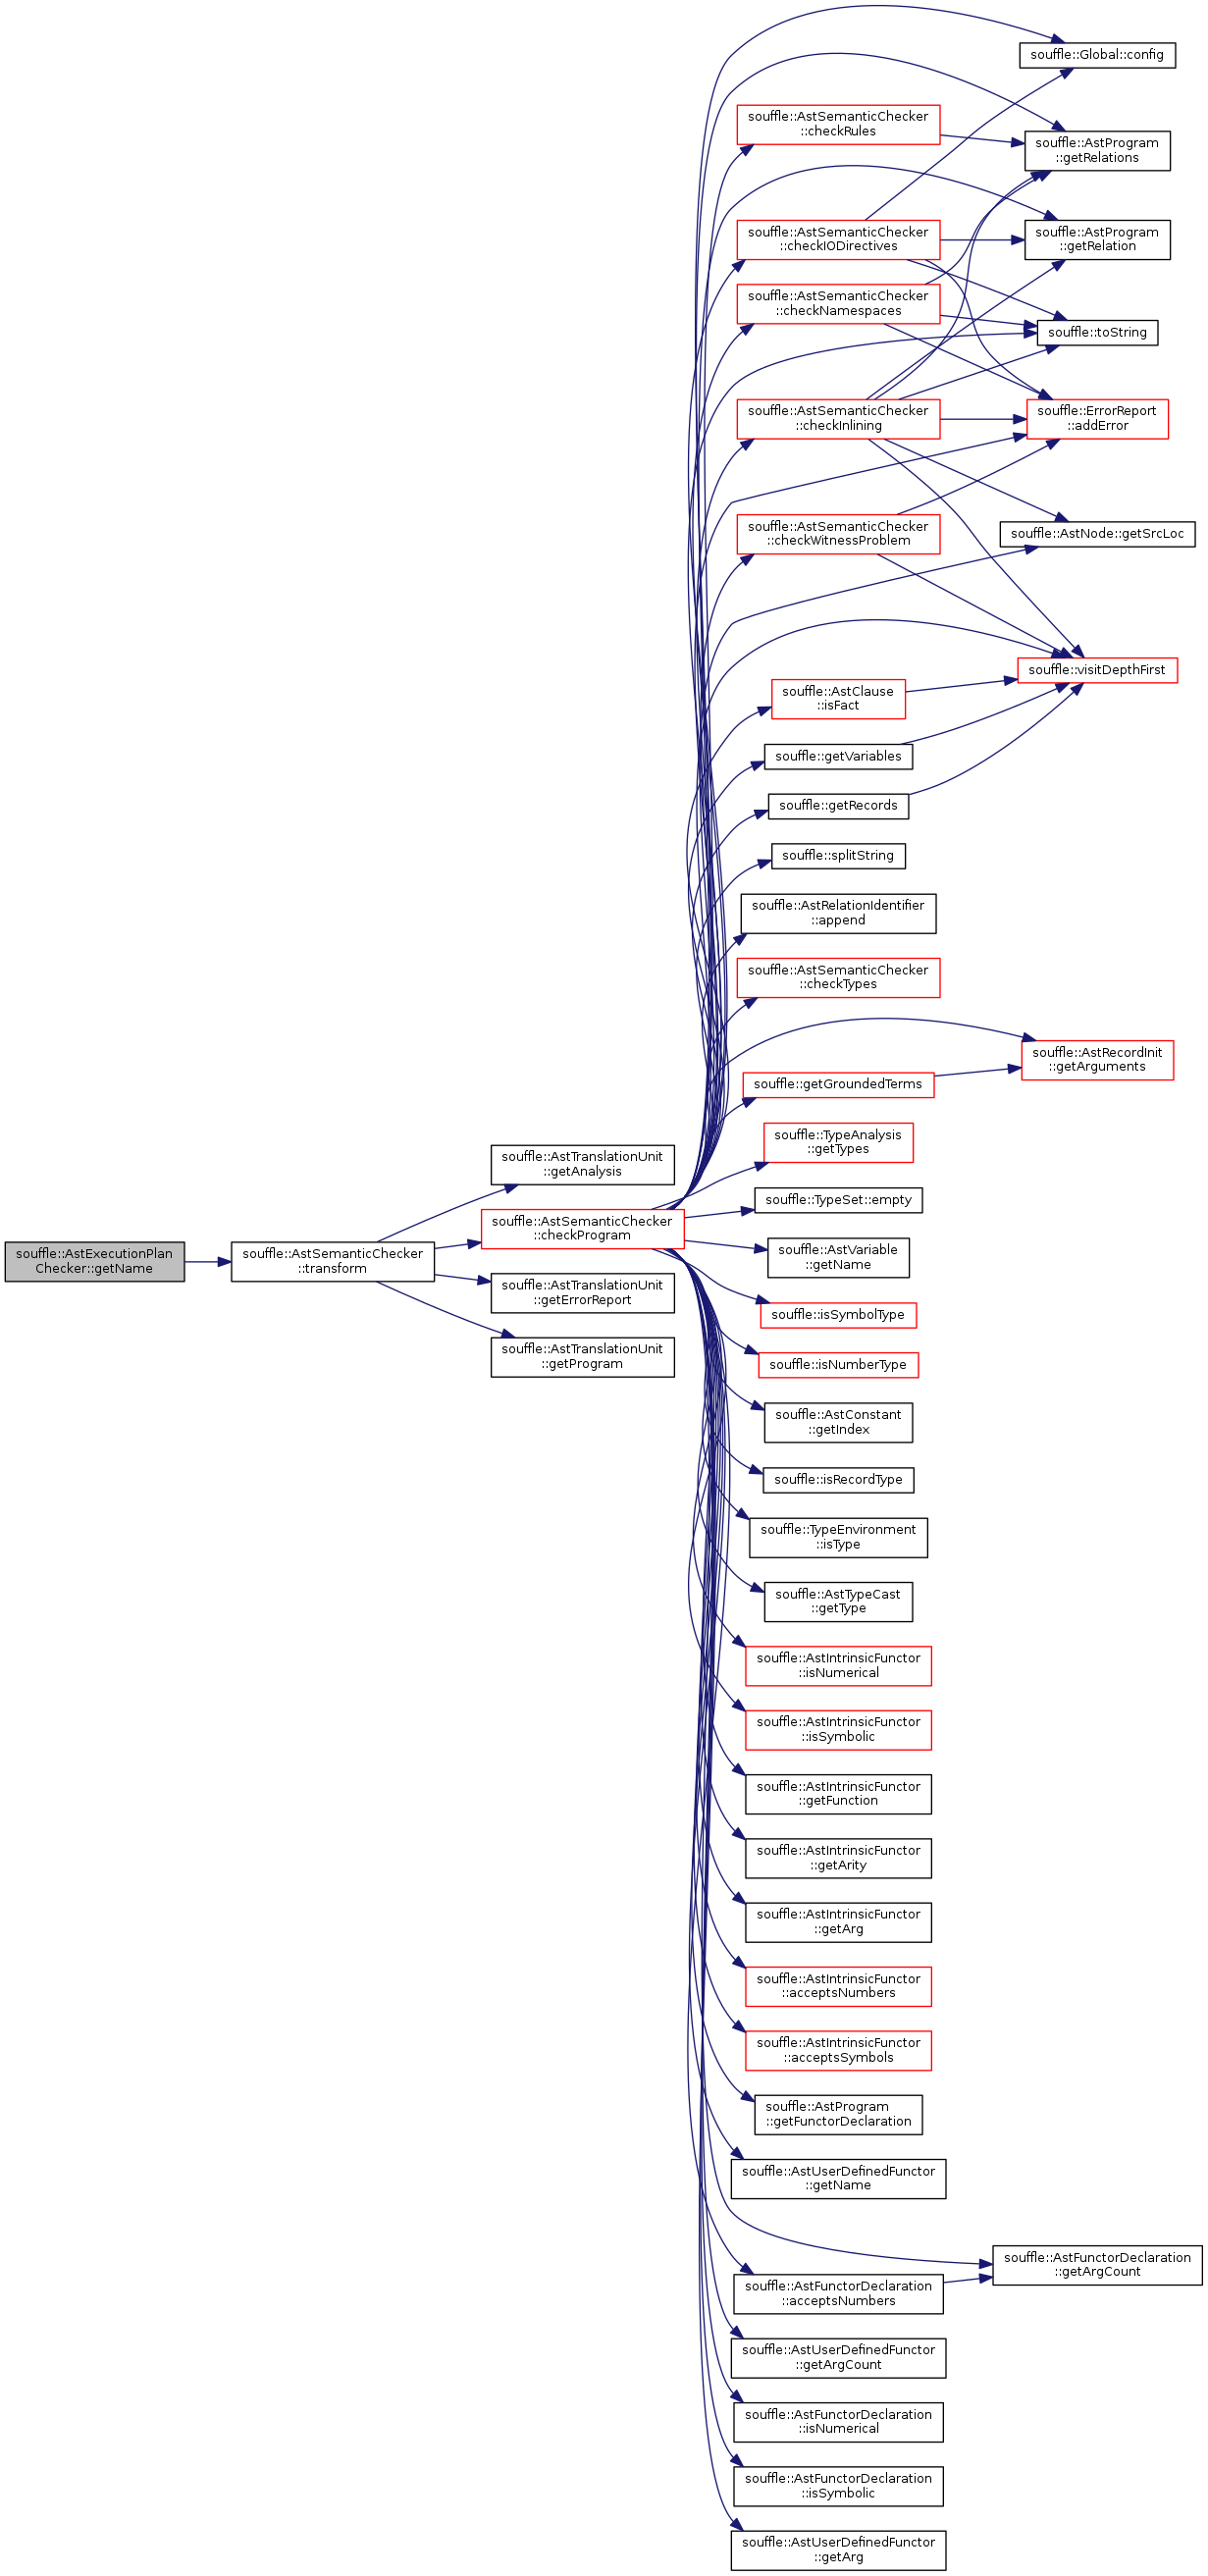 souffle::AstExecutionPlan
Checker::getName
souffle::AstSemanticChecker
::transform
souffle::AstTranslationUnit
::getAnalysis
souffle::AstSemanticChecker
::checkProgram
souffle::AstTranslationUnit
::getErrorReport
souffle::AstTranslationUnit
::getProgram
souffle::Global::config
souffle::AstSemanticChecker
::checkRules
souffle::AstProgram
::getRelations
souffle::AstSemanticChecker
::checkIODirectives
souffle::AstProgram
::getRelation
souffle::AstSemanticChecker
::checkNamespaces
souffle::toString
souffle::AstSemanticChecker
::checkInlining
souffle::ErrorReport
::addError
souffle::AstSemanticChecker
::checkWitnessProblem
souffle::AstNode::getSrcLoc
souffle::visitDepthFirst
souffle::AstClause
::isFact
souffle::getVariables
souffle::getRecords
souffle::splitString
souffle::AstRelationIdentifier
::append
souffle::AstSemanticChecker
::checkTypes
souffle::AstRecordInit
::getArguments
souffle::getGroundedTerms
souffle::TypeAnalysis
::getTypes
souffle::TypeSet::empty
souffle::AstVariable
::getName
souffle::isSymbolType
souffle::isNumberType
souffle::AstConstant
::getIndex
souffle::isRecordType
souffle::TypeEnvironment
::isType
souffle::AstTypeCast
::getType
souffle::AstIntrinsicFunctor
::isNumerical
souffle::AstIntrinsicFunctor
::isSymbolic
souffle::AstIntrinsicFunctor
::getFunction
souffle::AstIntrinsicFunctor
::getArity
souffle::AstIntrinsicFunctor
::getArg
souffle::AstIntrinsicFunctor
::acceptsNumbers
souffle::AstIntrinsicFunctor
::acceptsSymbols
souffle::AstProgram
::getFunctorDeclaration
souffle::AstUserDefinedFunctor
::getName
souffle::AstFunctorDeclaration
::getArgCount
souffle::AstFunctorDeclaration
::acceptsNumbers
souffle::AstUserDefinedFunctor
::getArgCount
souffle::AstFunctorDeclaration
::isNumerical
souffle::AstFunctorDeclaration
::isSymbolic
souffle::AstUserDefinedFunctor
::getArg